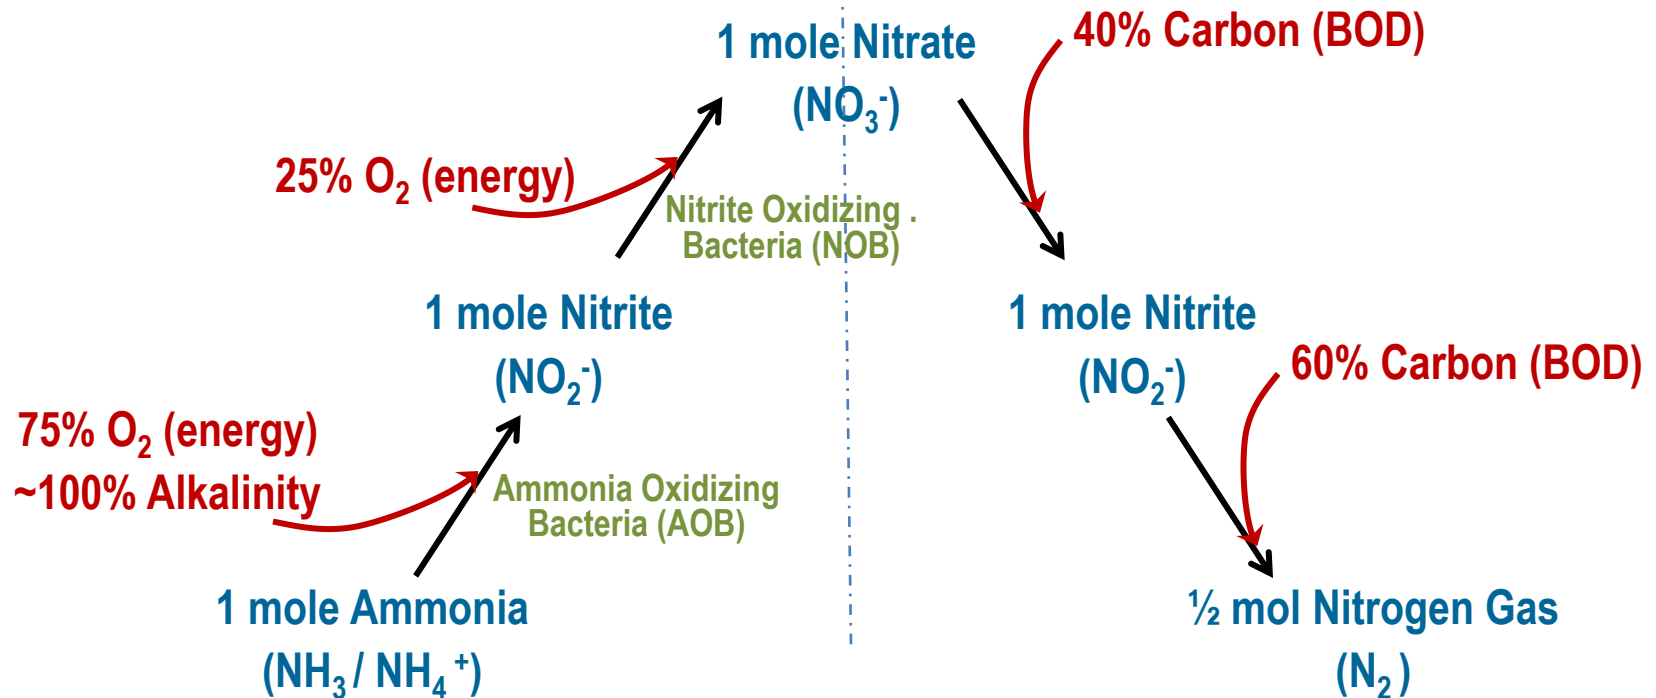 1 mole Nitrate
(NO₃⁻)
40% Carbon (BOD)
25% O₂ (energy)
Nitrite Oxidizing .
Bacteria (NOB)
1 mole Nitrite
(NO₂⁻)
1 mole Nitrite
(NO₂⁻)
60% Carbon (BOD)
75% O₂ (energy)
~100% Alkalinity
Ammonia Oxidizing
Bacteria (AOB)
1 mole Ammonia
(NH₃ / NH₄ ⁺)
½ mol Nitrogen Gas
(N₂ )